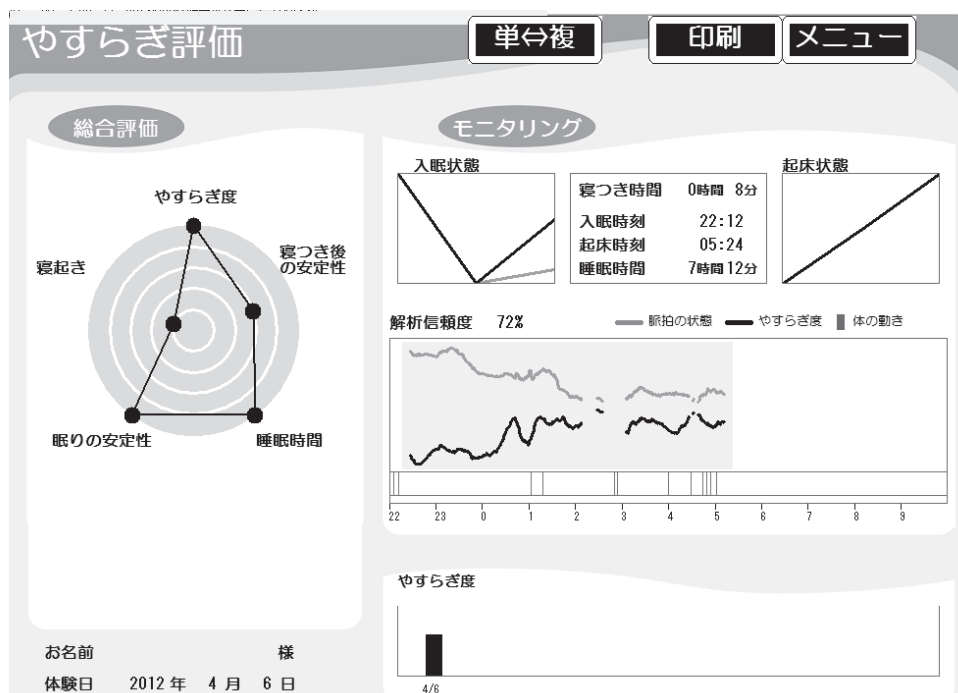 やすらぎ評価
単⇔複
印刷
メニュー
総合評価
やすらぎ度
寝つき後
の安定性
寝起き
眠りの安定性
睡眠時間
モニタリング
入眠状態
寝つき時間 0時間 8分
入眠時刻 22:12
起床時刻 05:24
睡眠時間 7時間12分
起床状態
解析信頼度 72%
脈拍の状態 やすらぎ度 体の動き
22 23 0 1 2 3 4 5 6 7 8 9
やすらぎ度
4/6
お名前 様
体験日 2012年 4月 6日